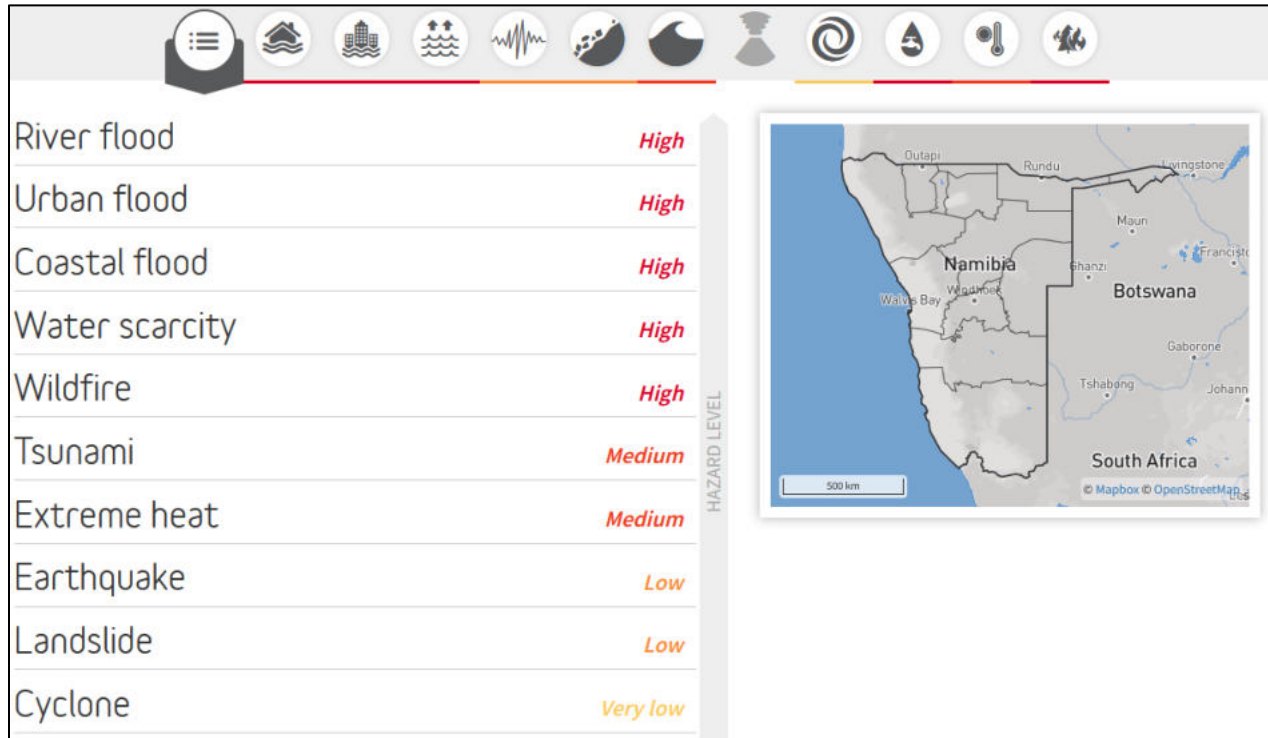 River flood High
Urban flood High
Coastal flood High
Water scarcity High
Wildfire High
Tsunami Medium
Extreme heat Medium
Earthquake Low
Landslide Low
Cyclone Very low
HAZARD LEVEL
Outapi
Rundu
Livingstone
Maun
Francist
Namibia
Ghanzi
Walvis Bay
Windhoek
Botswana
Gaborone
Tshabong
Johann
South Africa
500 km
© Mapbox © OpenStreetMap